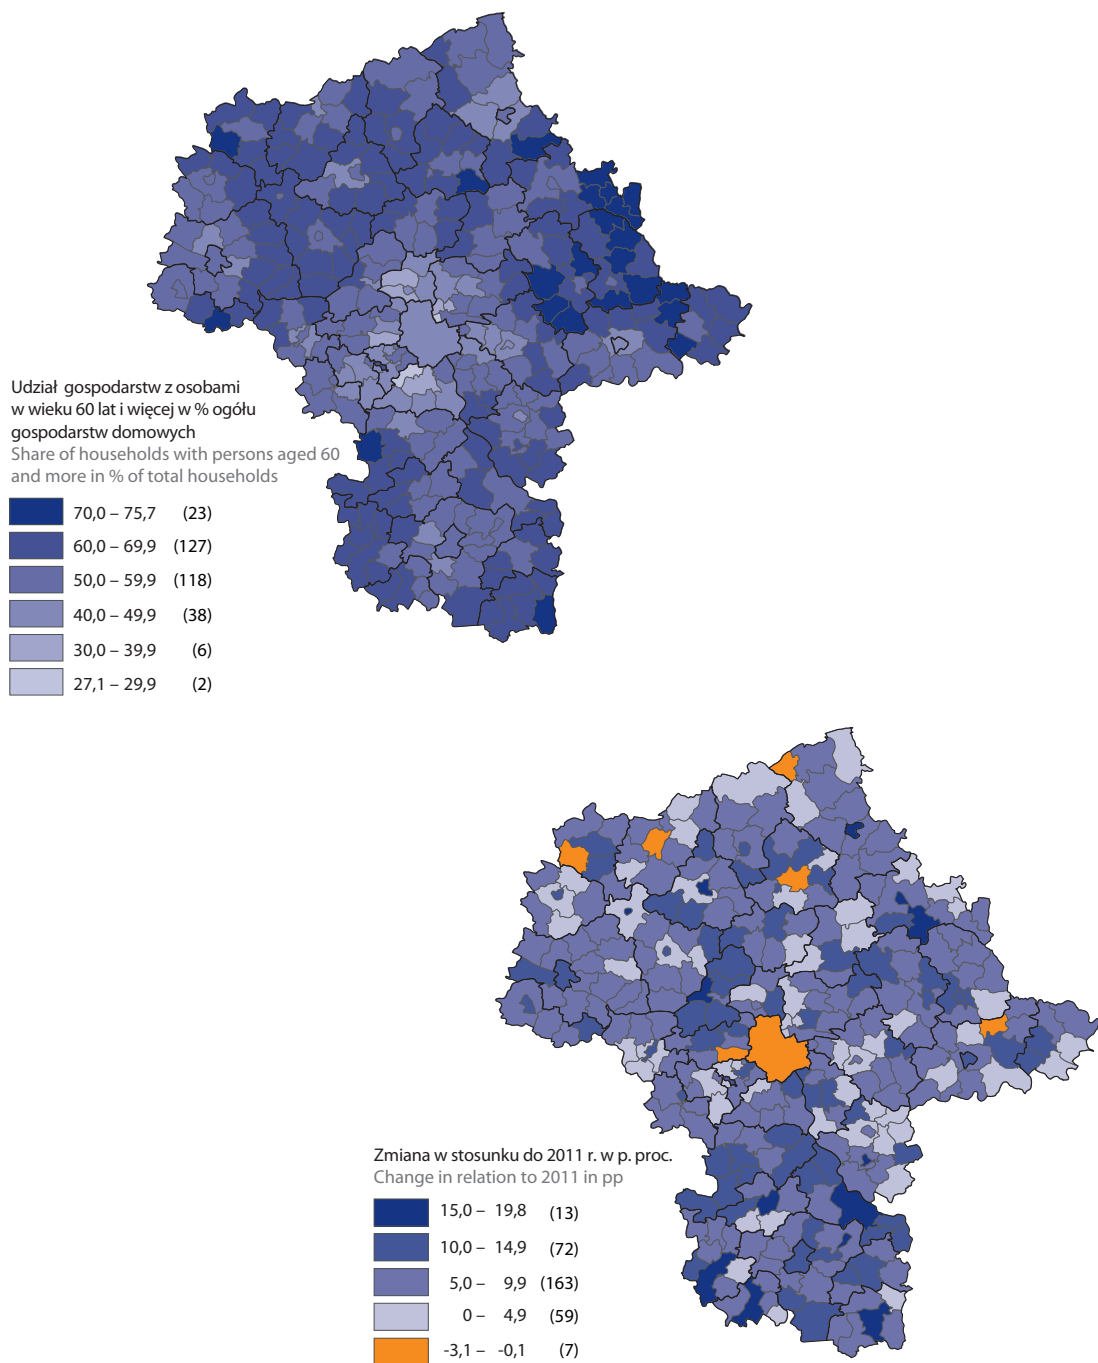 Udział gospodarstw z osobami
w wieku 60 lat i więcej w % ogółu
gospodarstw domowych
Share of households with persons aged 60
and more in % of total households
70,0 – 75,7 (23)
60,0 – 69,9 (127)
50,0 – 59,9 (118)
40,0 – 49,9 (38)
30,0 – 39,9 (6)
27,1 – 29,9 (2)
Zmiana w stosunku do 2011 r. w p. proc.
Change in relation to 2011 in pp
15,0 – 19,8 (13)
10,0 – 14,9 (72)
5,0 – 9,9 (163)
0 – 4,9 (59)
-3,1 – -0,1 (7)